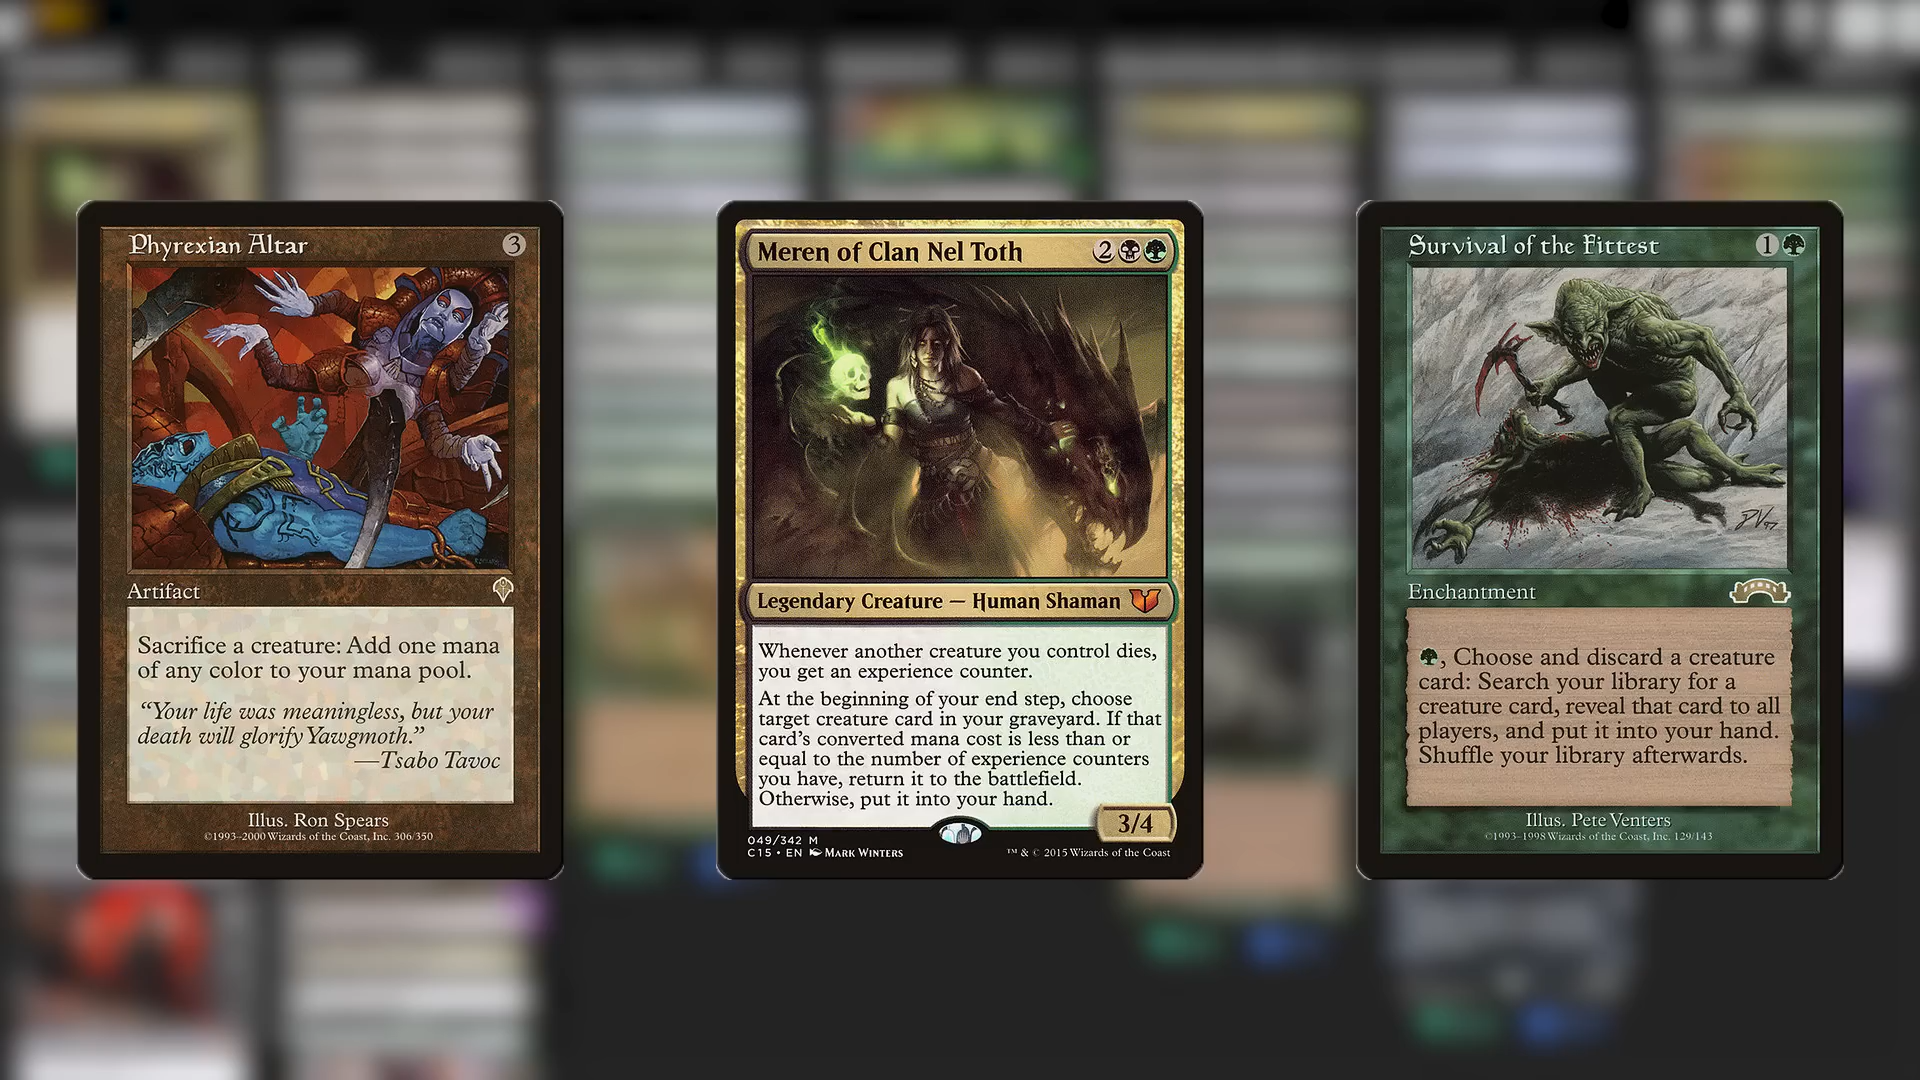 Phyrexian Altar 3
Artifact
Sacrifice a creature: Add one mana
of any color to your mana pool.
“Your life was meaningless, but your
death will glorify Yawgmoth.”
—Tsabo Tavoc
Illus. Ron Spears
©1993–2000 Wizards of the Coast, Inc. 306/350
Meren of Clan Nel Toth 2
Legendary Creature — Human Shaman
Whenever another creature you control dies,
you get an experience counter.
At the beginning of your end step, choose
target creature card in your graveyard. If that
card's converted mana cost is less than or
equal to the number of experience counters
you have, return it to the battlefield.
Otherwise, put it into your hand.
3/4
049/342 M
C15 • EN Mark Winters
™ & © 2015 Wizards of the Coast
Survival of the Fittest 1
PV 97
Enchantment
, Choose and discard a creature
card: Search your library for a
creature card, reveal that card to all
players, and put it into your hand.
Shuffle your library afterwards.
Illus. Pete Venters
©1993–1998 Wizards of the Coast, Inc. 129/143